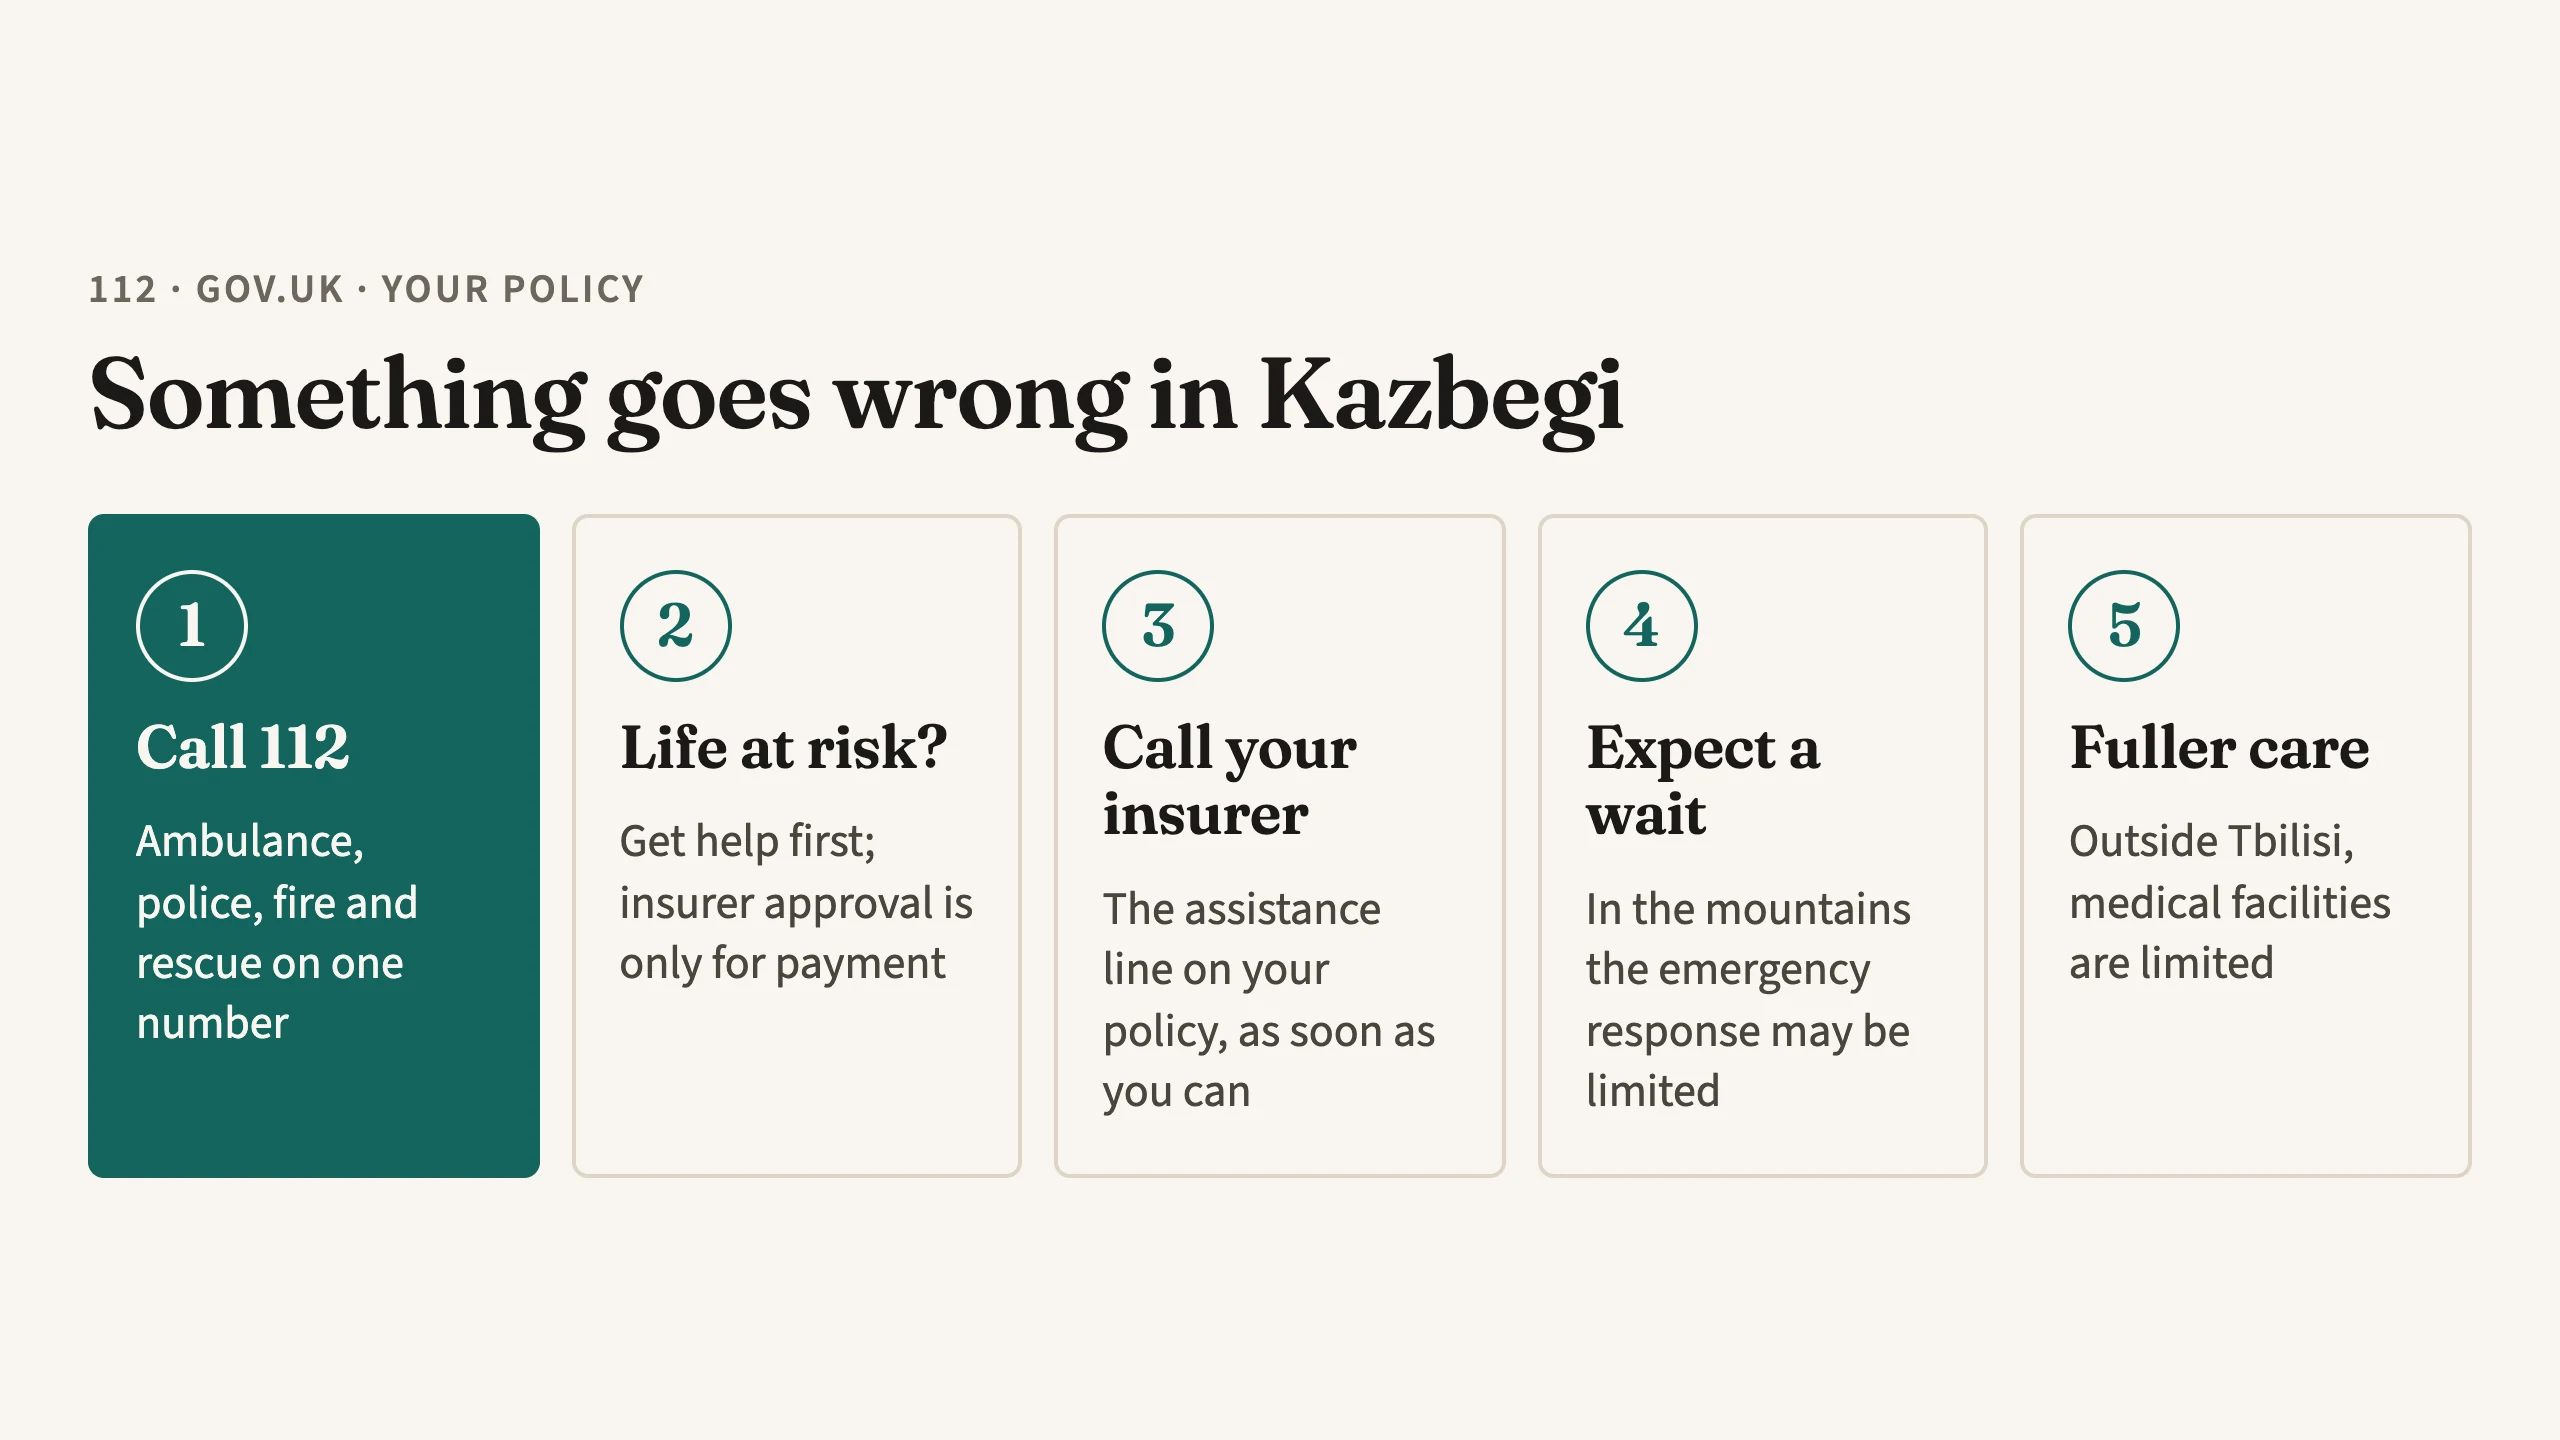 112 · GOV.UK · YOUR POLICY
Something goes wrong in Kazbegi
1
Call 112
Ambulance,
police, fire and
rescue on one
number
2
Life at risk?
Get help first;
insurer approval is
only for payment
3
Call your
insurer
The assistance
line on your
policy, as soon as
you can
4
Expect a
wait
In the mountains
the emergency
response may be
limited
5
Fuller care
Outside Tbilisi,
medical facilities
are limited